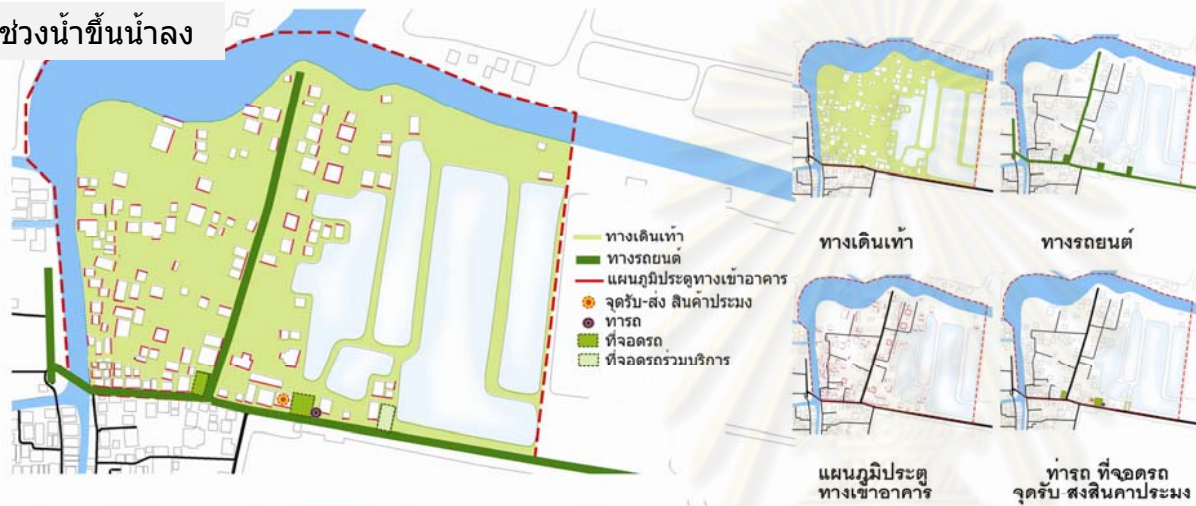 ช่วงน้ำขึ้นน้ำลง
ทางเดินเท้า
ทางรถยนต์
แผนภูมิประตูทางเข้าอาคาร
จุดรับ-ส่ง สินค้าประมง
ทารถ
ที่จอดรถ
ที่จอดรถรวมบริการ
ทางเดินเท้า
ทางรถยนต์
แผนภูมิประตู
ทางเข้าอาคาร
ท่ารถ ที่จอดรถ
จุดรับ ส่งสินค้าประมง